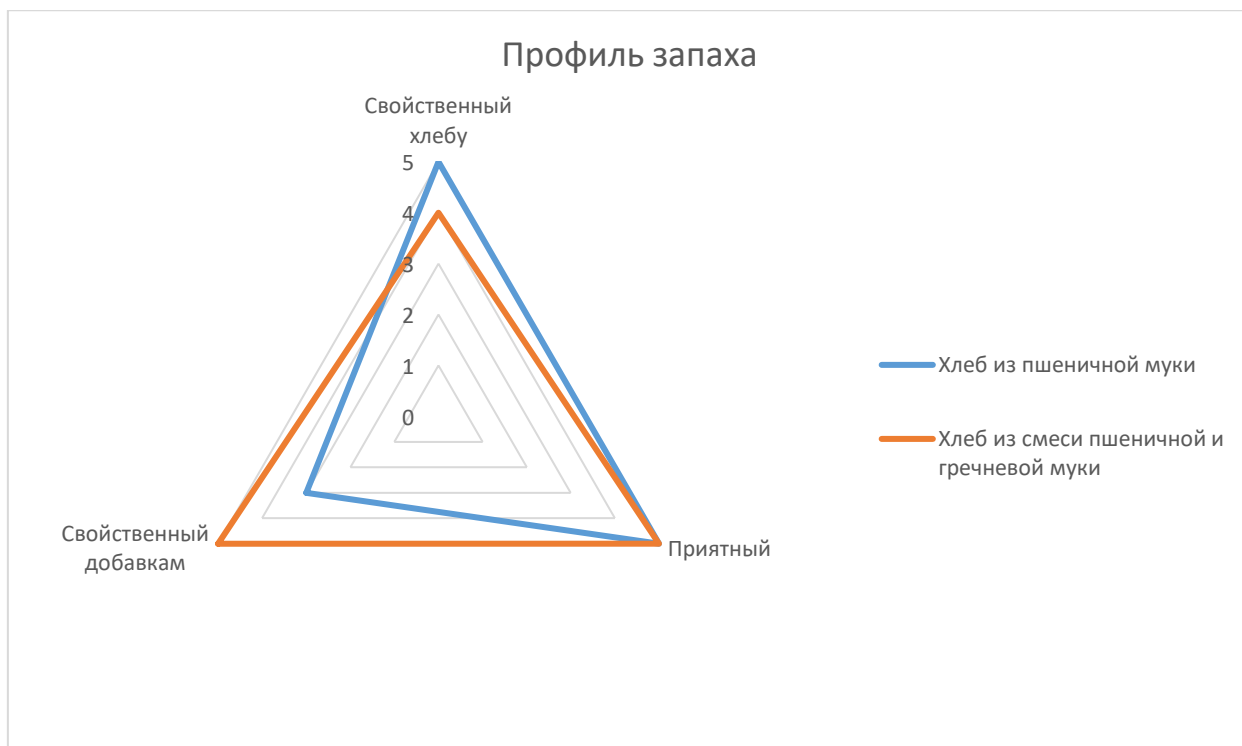 Профиль запаха
Свойственный
хлебу
5
4
3
2
1
0
Хлеб из пшеничной муки
Хлеб из смеси пшеничной и
гречневой муки
Свойственный
добавкам
Приятный